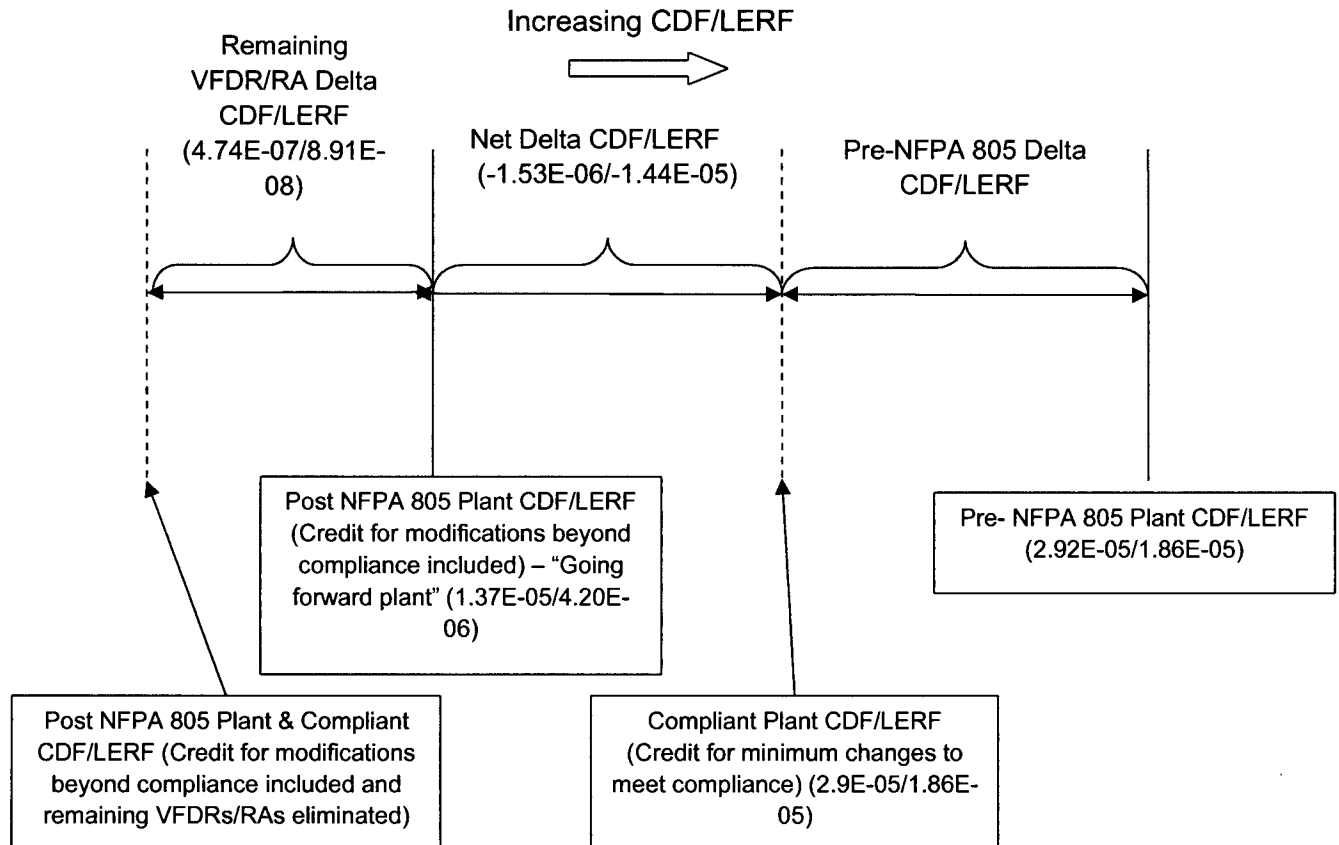 Increasing CDF/LERF
Remaining
VFDR/RA Delta
CDF/LERF
(4.74E-07/8.91E-
08)
Net Delta CDF/LERF
(-1.53E-06/-1.44E-05)
Pre-NFPA 805 Delta
CDF/LERF
Post NFPA 805 Plant CDF/LERF
(Credit for modifications beyond
compliance included) – “Going
forward plant” (1.37E-05/4.20E-
06)
Pre- NFPA 805 Plant CDF/LERF
(2.92E-05/1.86E-05)
Post NFPA 805 Plant & Compliant
CDF/LERF (Credit for modifications
beyond compliance included and
remaining VFDRs/RAs eliminated)
Compliant Plant CDF/LERF
(Credit for minimum changes to
meet compliance) (2.9E-05/1.86E-
05)